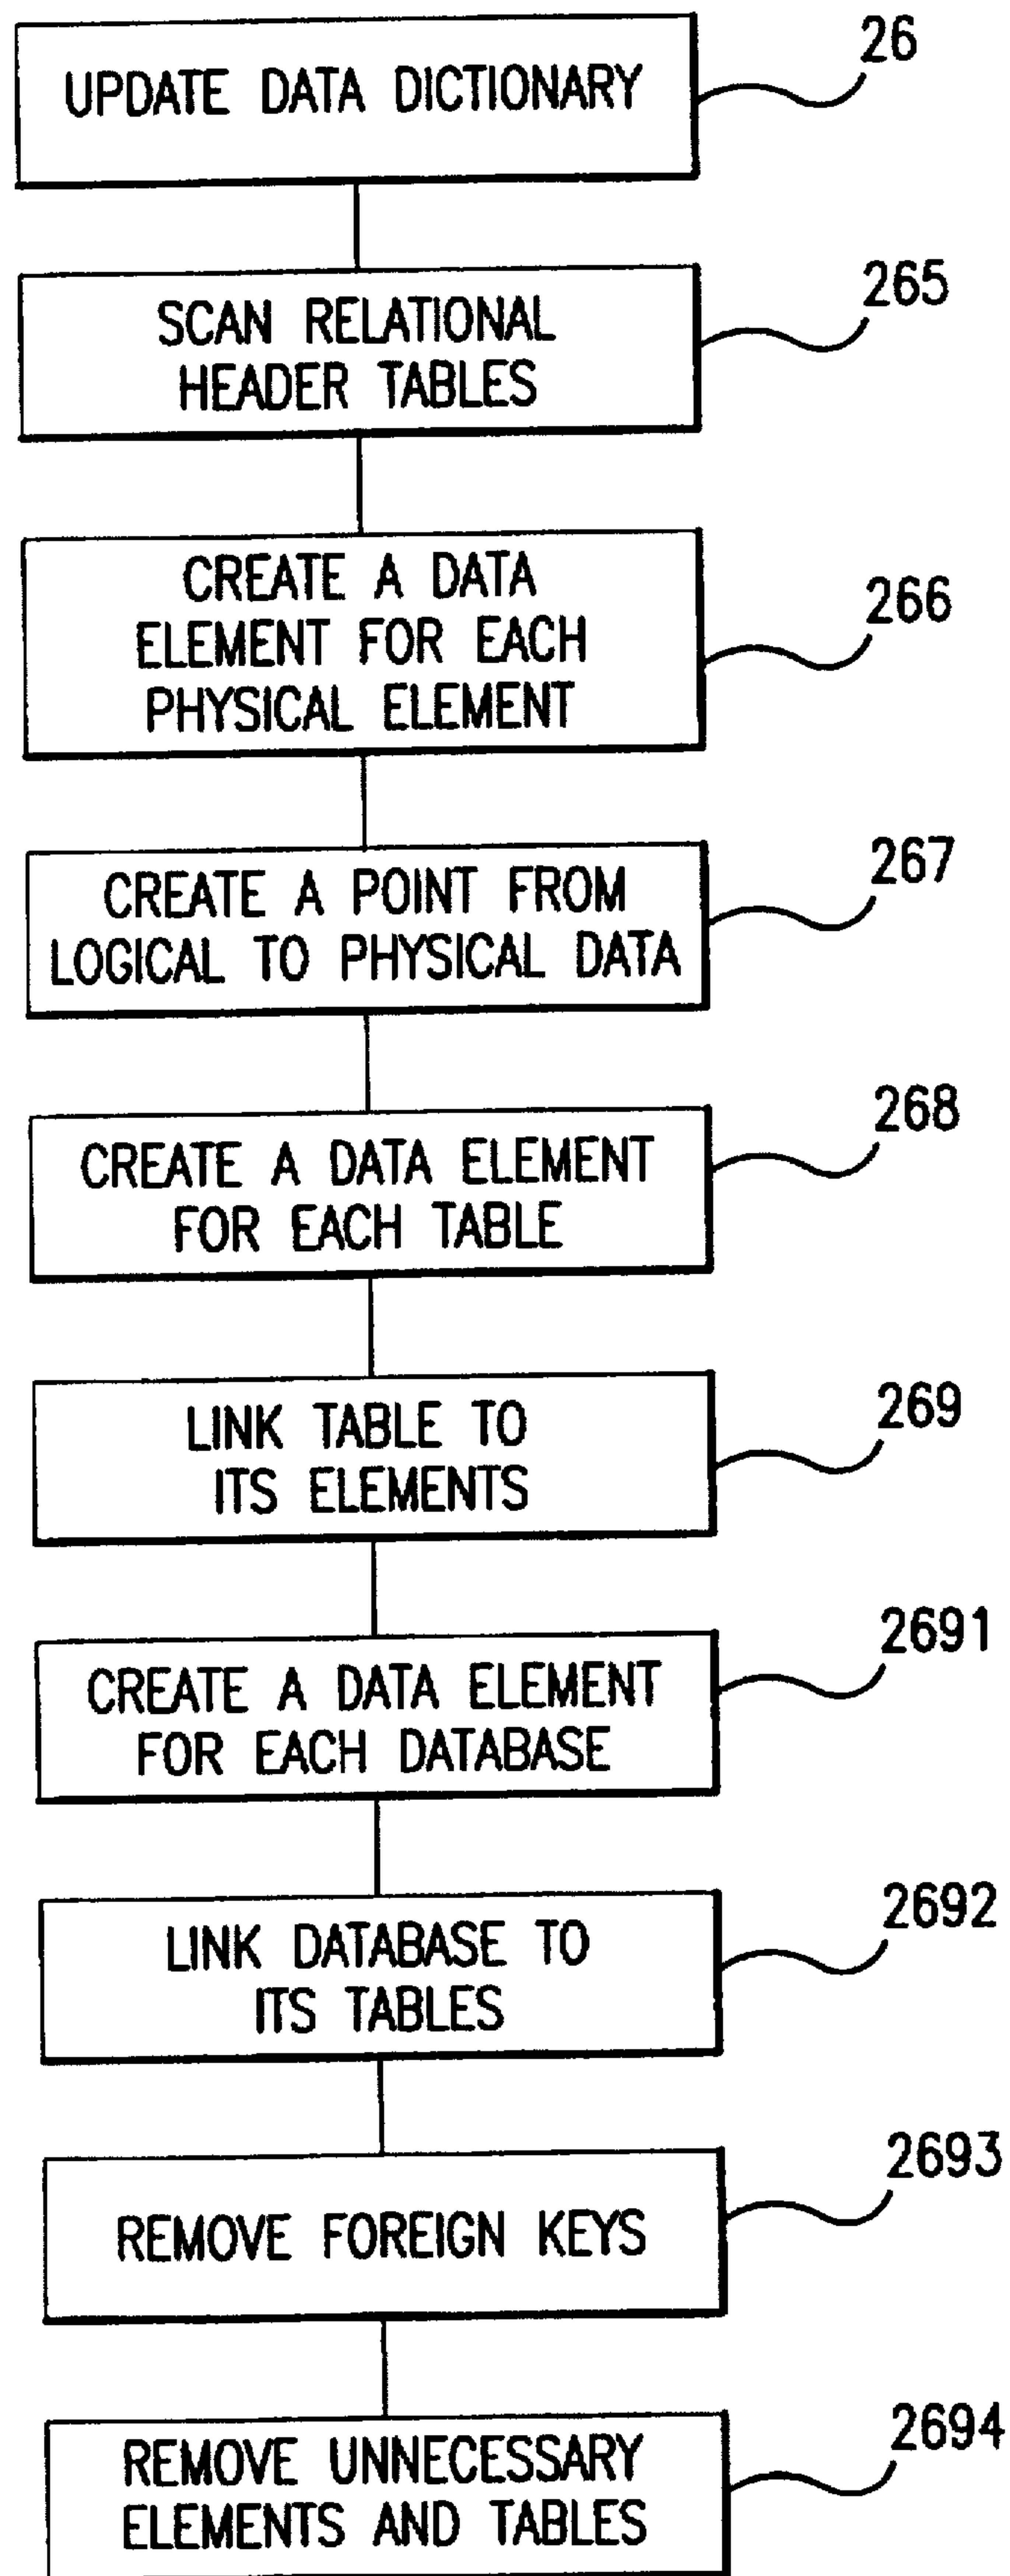 26
UPDATE DATA DICTIONARY
265
SCAN RELATIONAL
HEADER TABLES
266
CREATE A DATA
ELEMENT FOR EACH
PHYSICAL ELEMENT
267
CREATE A POINT FROM
LOGICAL TO PHYSICAL DATA
268
CREATE A DATA ELEMENT
FOR EACH TABLE
269
LINK TABLE TO
ITS ELEMENTS
2691
CREATE A DATA ELEMENT
FOR EACH DATABASE
2692
LINK DATABASE TO
ITS TABLES
2693
REMOVE FOREIGN KEYS
2694
REMOVE UNNECESSARY
ELEMENTS AND TABLES